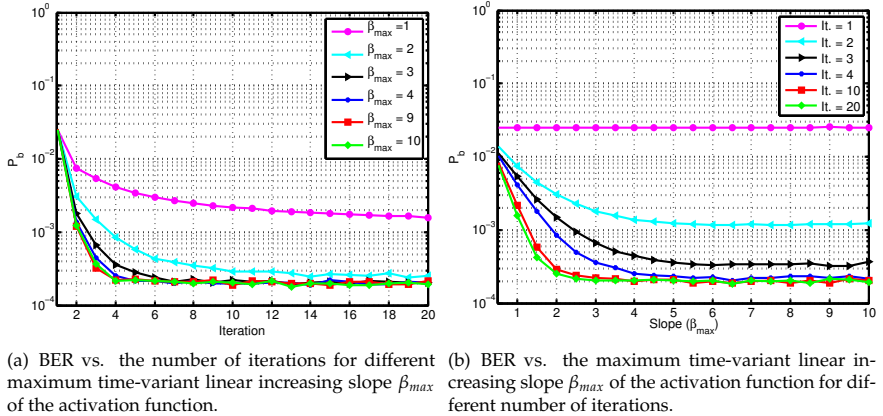 10^0
10^-1
10^-2
10^-3
10^-4
P_b
2 4 6 8 10 12 14 16 18 20
Iteration
β_max =1
β_max = 2
β_max = 3
β_max = 4
β_max = 9
β_max = 10
(a) BER vs. the number of iterations for different
maximum time-variant linear increasing slope β_max
of the activation function.
10^0
10^-1
10^-2
10^-3
10^-4
P_b
1 2 3 4 5 6 7 8 9 10
Slope (β_max)
It. = 1
It. = 2
It. = 3
It. = 4
It. = 10
It. = 20
(b) BER vs. the maximum time-variant linear in-
creasing slope β_max of the activation function for dif-
ferent number of iterations.